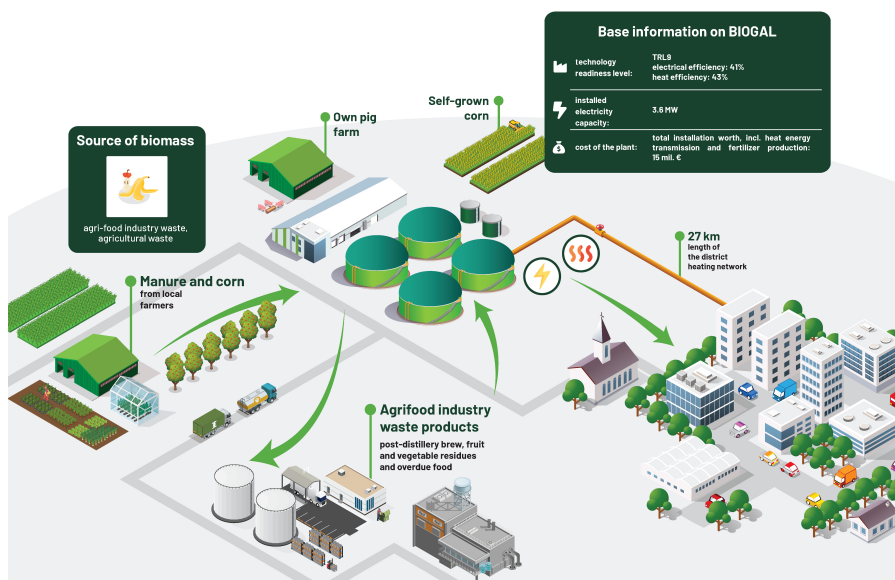 Base information on BIOGAL
technology
readiness level:
TRL9
electrical efficiency: 41%
heat efficiency: 43%
installed
electricity
capacity:
3.6 MW
cost of the plant:
total installation worth, incl. heat energy
transmission and fertilizer production:
15 mil. €
Self-grown
corn
Own pig
farm
Source of biomass
agri-food industry waste,
agricultural waste
27 km
length of
the district
heating network
Manure and corn
from local
farmers
Agrifood industry
waste products
post-distillery brew, fruit
and vegetable residues
and overdue food